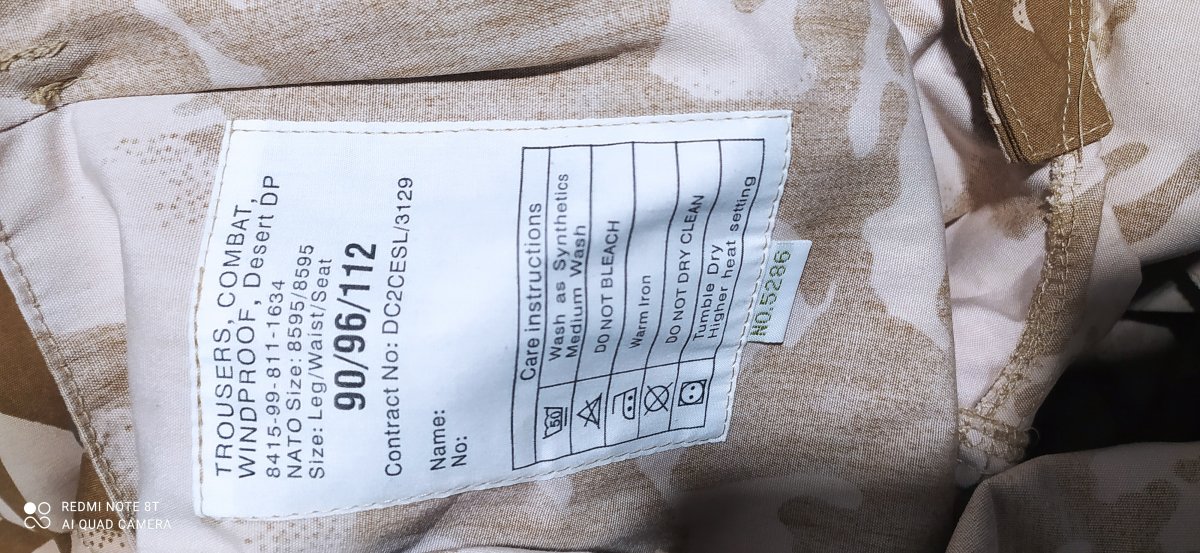 TROUSERS, COMBAT,
WINDPROOF, Desert DP
8415-99-811-1634
NATO Size: 8595/8595
Size: Leg/Waist/Seat
90/96/112
Contract No: DC2CESL/3129
Name:
No:
Care instructions
50 Wash as Synthetics
Medium Wash
DO NOT BLEACH
Warm Iron
DO NOT DRY CLEAN
Tumble Dry
Higher heat setting
NO.5286
REDMI NOTE 8T
AI QUAD CAMERA